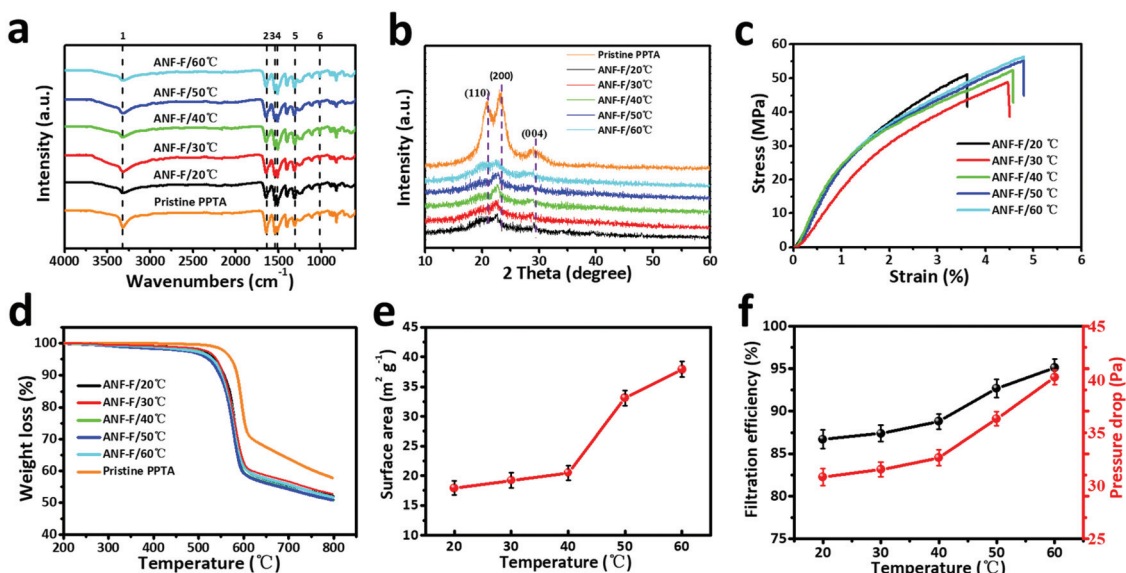 a
1
2
3
4
5
6
ANF-F/60℃
ANF-F/50℃
ANF-F/40℃
ANF-F/30℃
ANF-F/20℃
Pristine PPTA
Intensity (a.u.)
4000 3500 3000 2500 2000 1500 1000
Wavenumbers (cm-1)
b
(110)
(200)
(004)
Pristine PPTA
ANF-F/20℃
ANF-F/30℃
ANF-F/40℃
ANF-F/50℃
ANF-F/60℃
Intensity (a.u.)
10 20 30 40 50 60
2 Theta (degree)
c
60
50
40
30
20
10
0
Stress (MPa)
ANF-F/20 ℃
ANF-F/30 ℃
ANF-F/40 ℃
ANF-F/50 ℃
ANF-F/60 ℃
0 1 2 3 4 5 6
Strain (%)
d
100
90
80
70
60
50
40
Weight loss (%)
ANF-F/20℃
ANF-F/30℃
ANF-F/40℃
ANF-F/50℃
ANF-F/60℃
Pristine PPTA
200 300 400 500 600 700 800
Temperature (℃)
e
45
40
35
30
25
20
15
10
Surface area (m2 g-1)
20 30 40 50 60
Temperature (℃)
f
100
95
90
85
80
75
Filtration efficiency (%)
45
40
35
30
25
Pressure drop (Pa)
20 30 40 50 60
Temperature (℃)